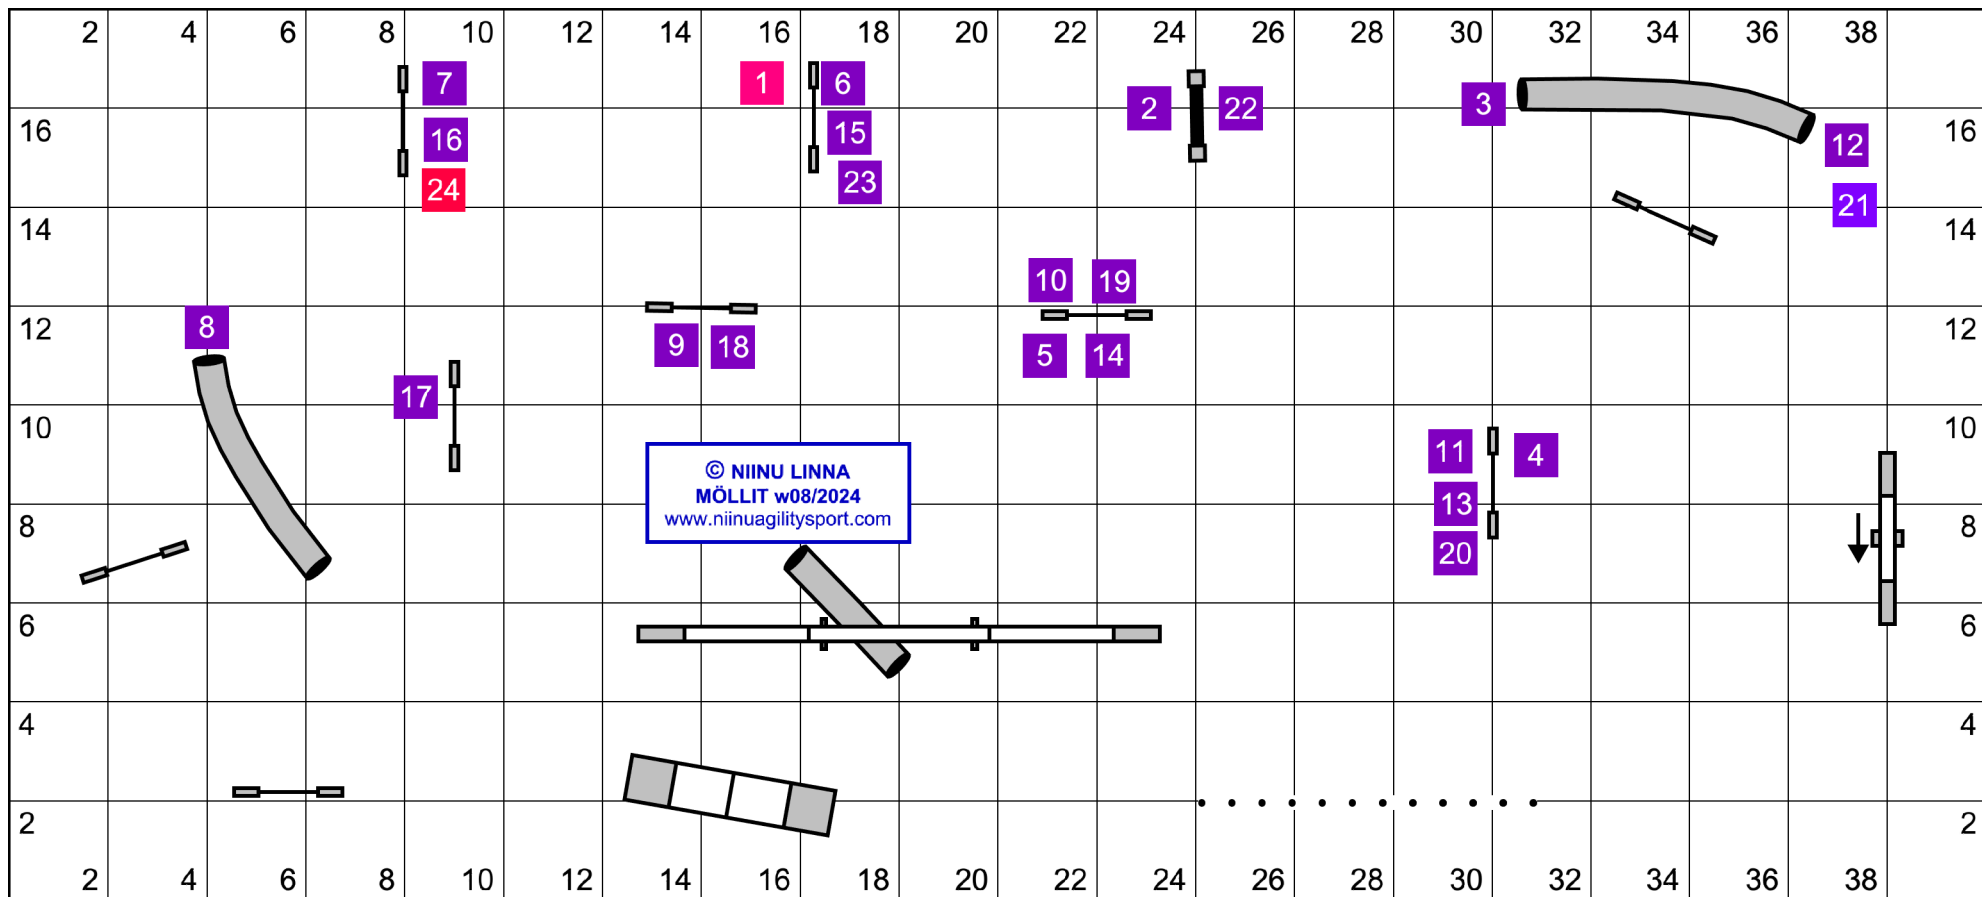 2 4 6 8 10 12 14 16 18 20 22 24 26 28 30 32 34 36 38
7 1 6
2 22 3
16 16 15 12 16
24 23 21
14 14
10 19
8 12 12
9 18 5 14
17
10 11 4 10
© NIINU LINNA
MÖLLIT w08/2024
www.niinuagilitysport.com
13
8 20 8
6 6
4 4
2 2
2 4 6 8 10 12 14 16 18 20 22 24 26 28 30 32 34 36 38